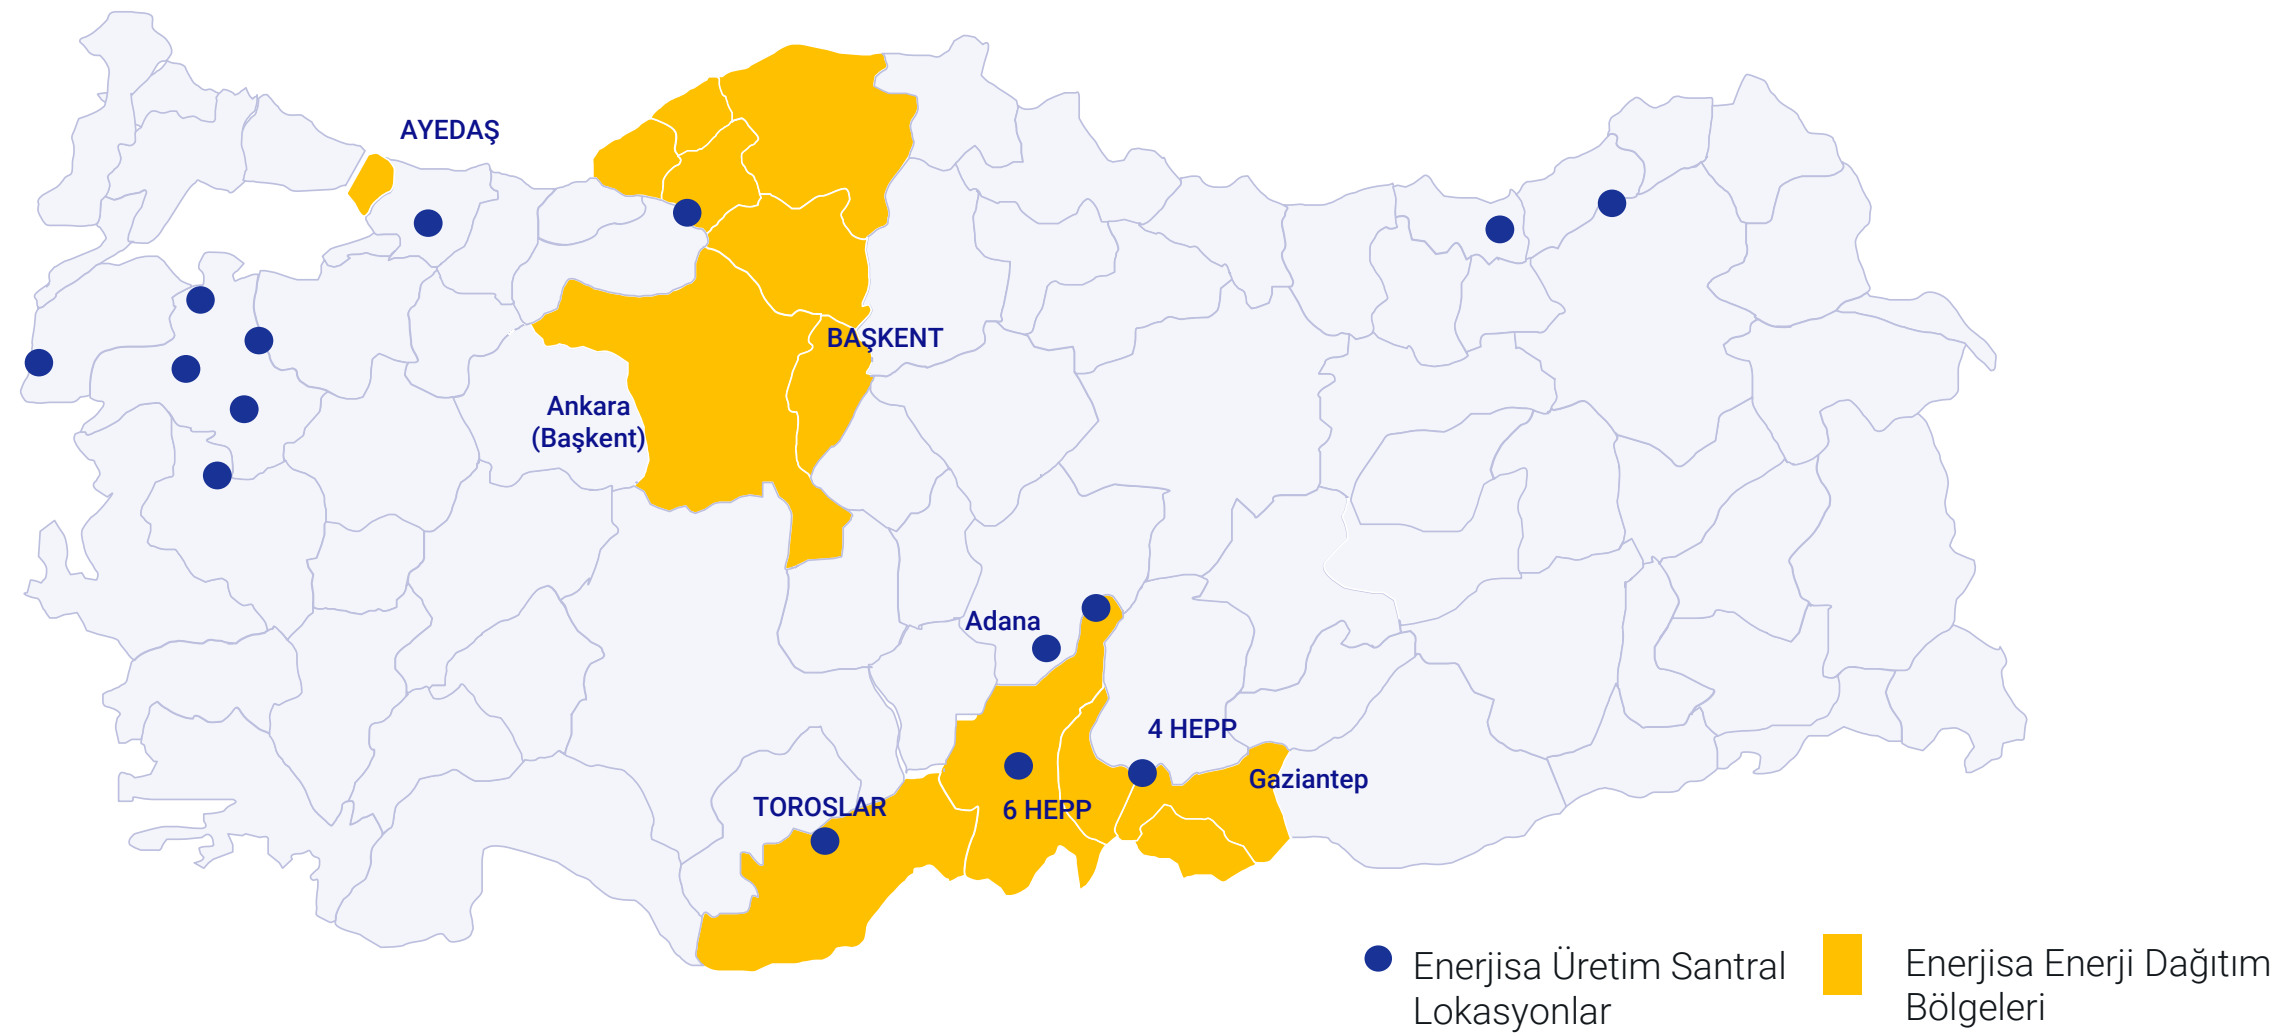 AYEDAŞ
BAŞKENT
Ankara
(Başkent)
Adana
4 HEPP
Gaziantep
TOROSLAR
6 HEPP
Enerjisa Üretim Santral
Lokasyonlar
Enerjisa Enerji Dağıtım
Bölgeleri